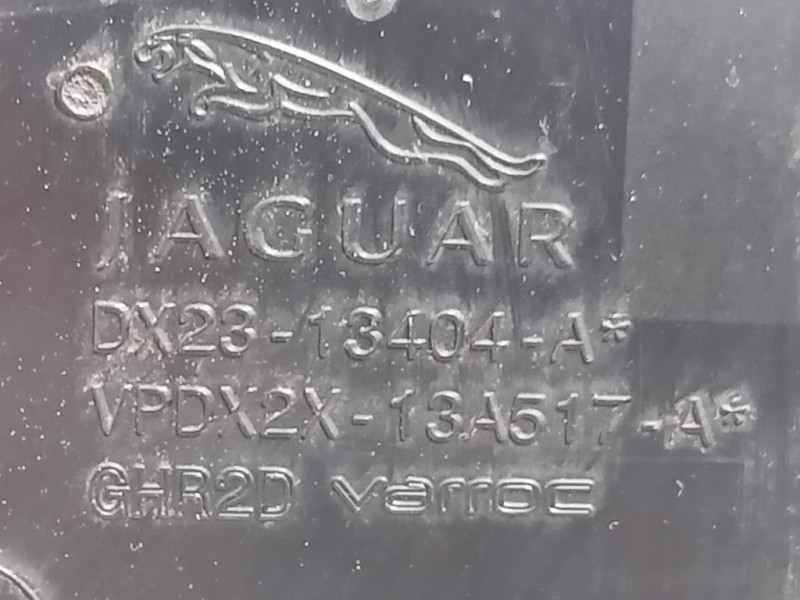 JAGUAR
DX23-13404-A*
VPDX2X-13A517-A*
GHR2D varroc